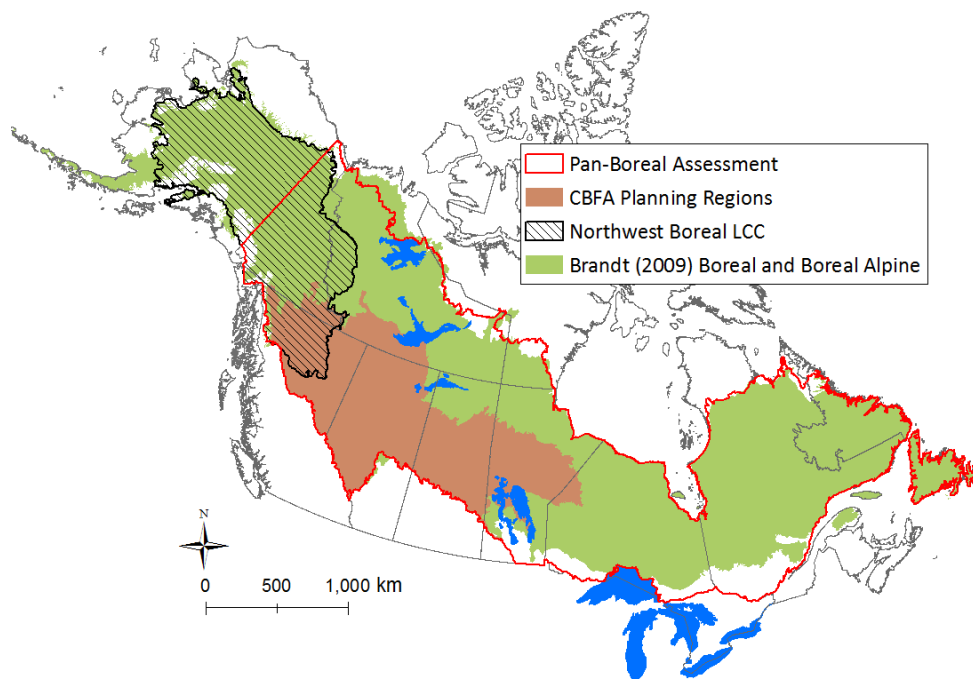 Pan-Boreal Assessment
CBFA Planning Regions
Northwest Boreal LCC
Brandt (2009) Boreal and Boreal Alpine
N
0 500 1,000 km